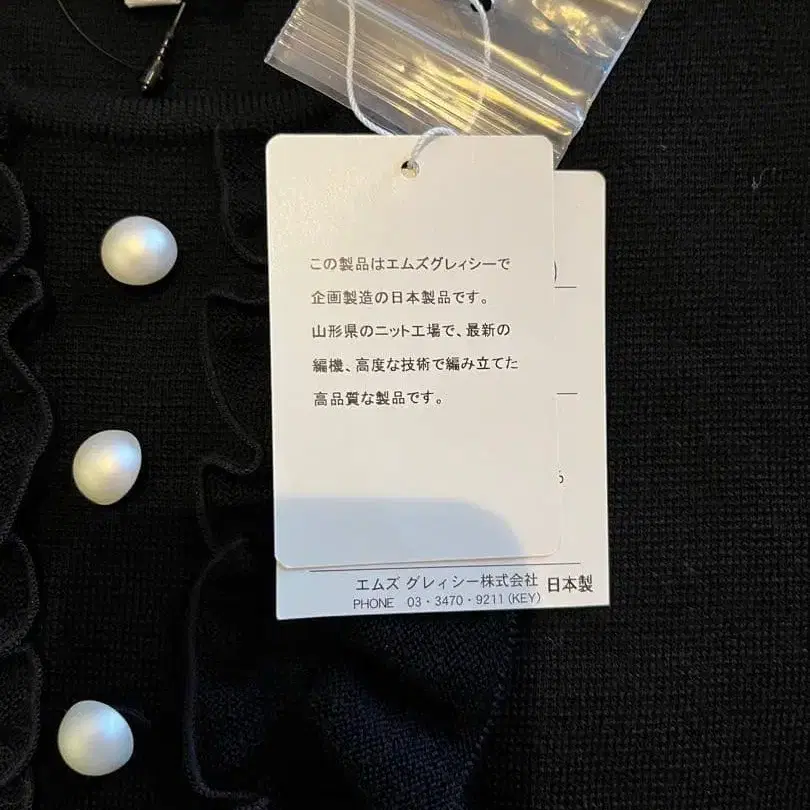 この製品はエムズグレィシーで
企画製造の日本製品です。
山形県のニット工場で、最新の
編機、高度な技術で編み立てた
高品質な製品です。
エムズ グレィシー株式会社 日本製
PHONE 03・3470・9211(KEY)